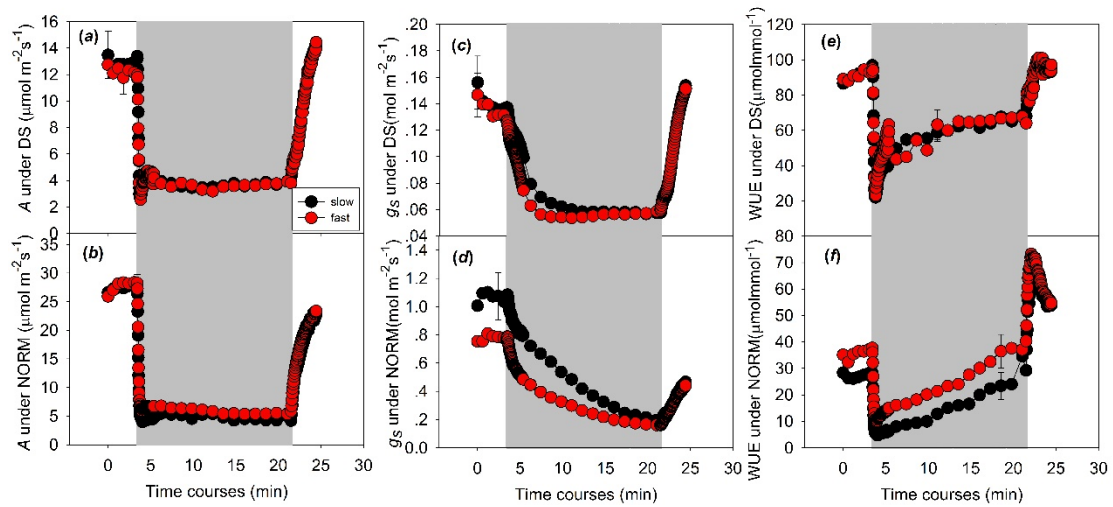 (a)
A under DS (μmol m⁻²s⁻¹)
16
14
12
10
8
6
4
2
0
slow
fast
(b)
A under NORM (μmol m⁻²s⁻¹)
35
30
25
20
15
10
5
0
0 5 10 15 20 25 30
Time courses (min)
(c)
gs under DS(mol m⁻²s⁻¹)
.20
.18
.16
.14
.12
.10
.08
.06
.04
(d)
gs under NORM(mol m⁻²s⁻¹)
1.4
1.2
1.0
.8
.6
.4
.2
0.0
0 5 10 15 20 25 30
Time courses (min)
(e)
WUE under DS(μmolmmol⁻¹)
120
100
80
60
40
20
(f)
WUE under NORM(μmolmmol⁻¹)
80
70
60
50
40
30
20
10
0
0 5 10 15 20 25 30
Time courses (min)